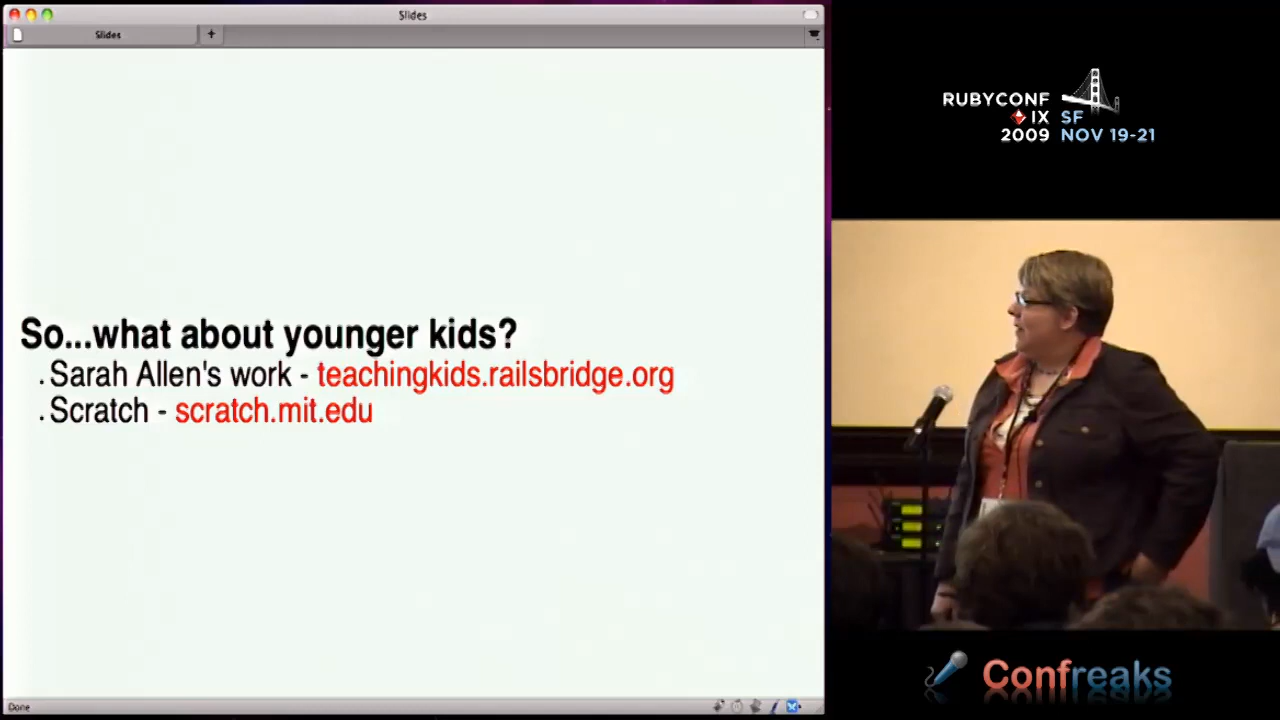 Slides
Slides
+
So...what about younger kids?
. Sarah Allen's work - teachingkids.railsbridge.org
. Scratch - scratch.mit.edu
Done
RUBYCONF
IX SF
2009 NOV 19-21
Confreaks